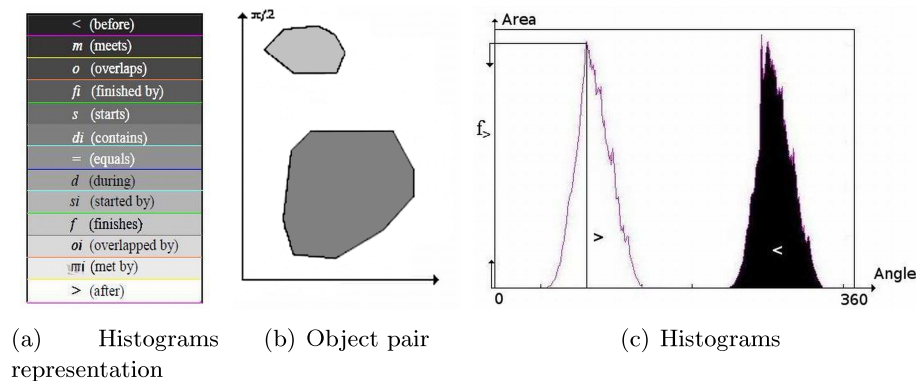 < (before)
m (meets)
o (overlaps)
fi (finished by)
s (starts)
di (contains)
= (equals)
d (during)
si (started by)
f (finishes)
oi (overlapped by)
mi (met by)
> (after)
π/2
Area
f>
>
<
Angle
0
360
(a) Histograms
representation
(b) Object pair
(c) Histograms